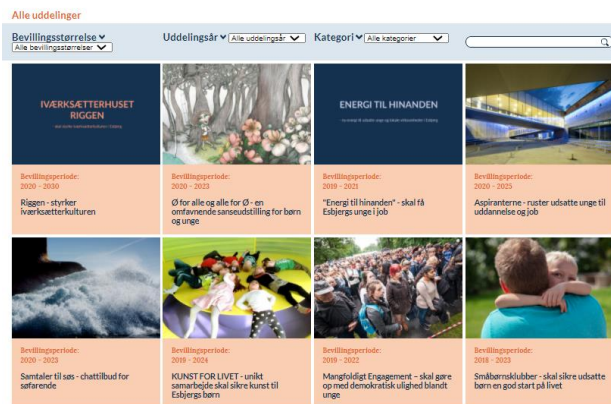 Alle uddelinger
Bevillingsstørrelse
Alle bevillingsstørrelser
Uddelingsår
Alle uddelingsår
Kategori
Alle kategorier
IVÆRKSÆTTERHUSET
RIGGEN
ENERGI TIL HINANDEN
Bevillingsperiode:
2020 - 2030
Riggen - styrker
iværksætterkulturen
Bevillingsperiode:
2020 - 2023
Ø for alle og alle for Ø - en
omfavnende sanseudstilling for børn
og unge
Bevillingsperiode:
2019 - 2021
"Energi til hinanden" - skal få
Esbjergs unge i job
Bevillingsperiode:
2020 - 2025
Aspiranterne - ruster udsatte unge til
uddannelse og job
Bevillingsperiode:
2020 - 2023
Samtaler til søs - chattilbud for
søfarende
Bevillingsperiode:
2019 - 2024
KUNST FOR LIVET - unikt
samarbejde skal sikre kunst til
Esbjergs børn
Bevillingsperiode:
2019 - 2022
Mangfoldigt Engagement – skal gøre
op med demokratisk ulighed blandt
unge
Bevillingsperiode:
2018 - 2023
Småbørnsklubber - skal sikre udsatte
børn en god start på livet